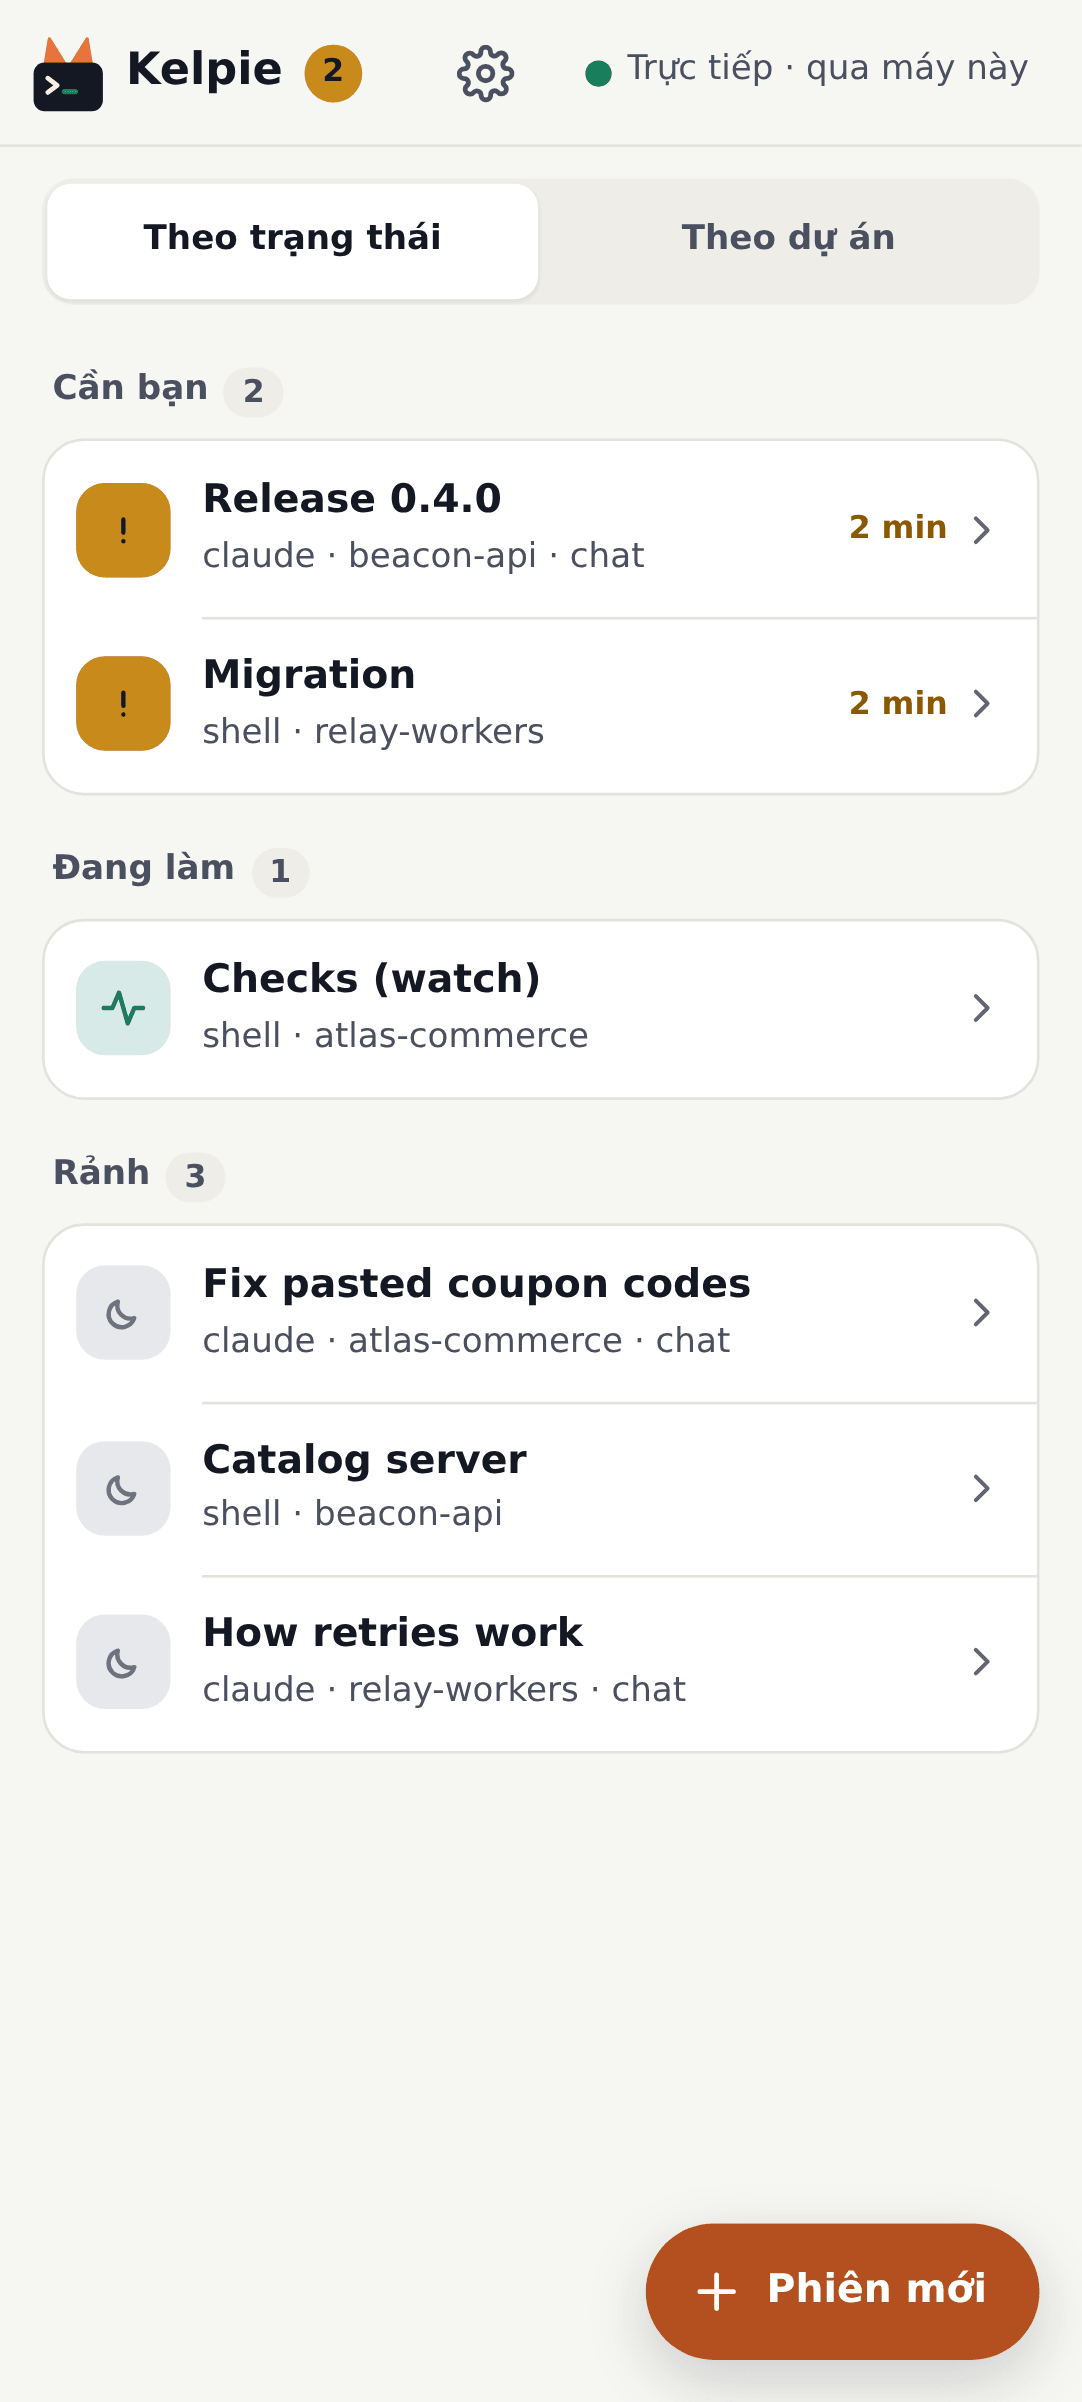 Kelpie 2 Trực tiếp · qua máy này
Theo trạng thái Theo dự án
Cần bạn 2
Release 0.4.0
claude · beacon-api · chat
2 min
Migration
shell · relay-workers
2 min
Đang làm 1
Checks (watch)
shell · atlas-commerce
Rảnh 3
Fix pasted coupon codes
claude · atlas-commerce · chat
Catalog server
shell · beacon-api
How retries work
claude · relay-workers · chat
Phiên mới